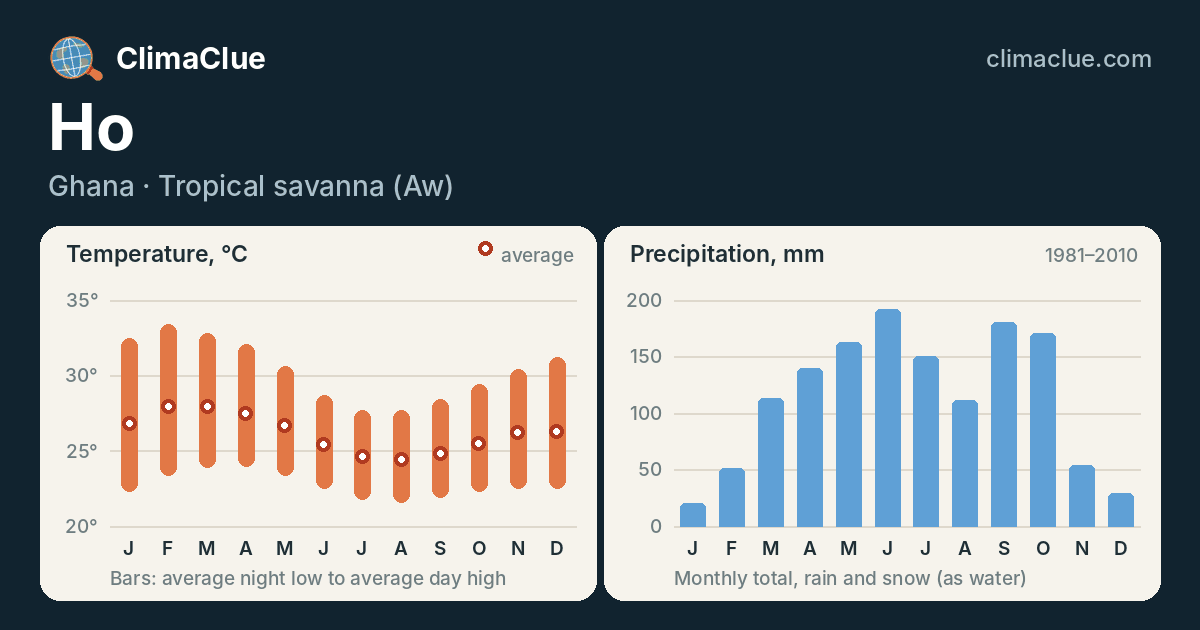 ClimaClue
climaclue.com
Ho
Ghana · Tropical savanna (Aw)
Temperature, °C
average
35°
30°
25°
20°
J F M A M J J A S O N D
Bars: average night low to average day high
Precipitation, mm
1981–2010
200
150
100
50
0
J F M A M J J A S O N D
Monthly total, rain and snow (as water)